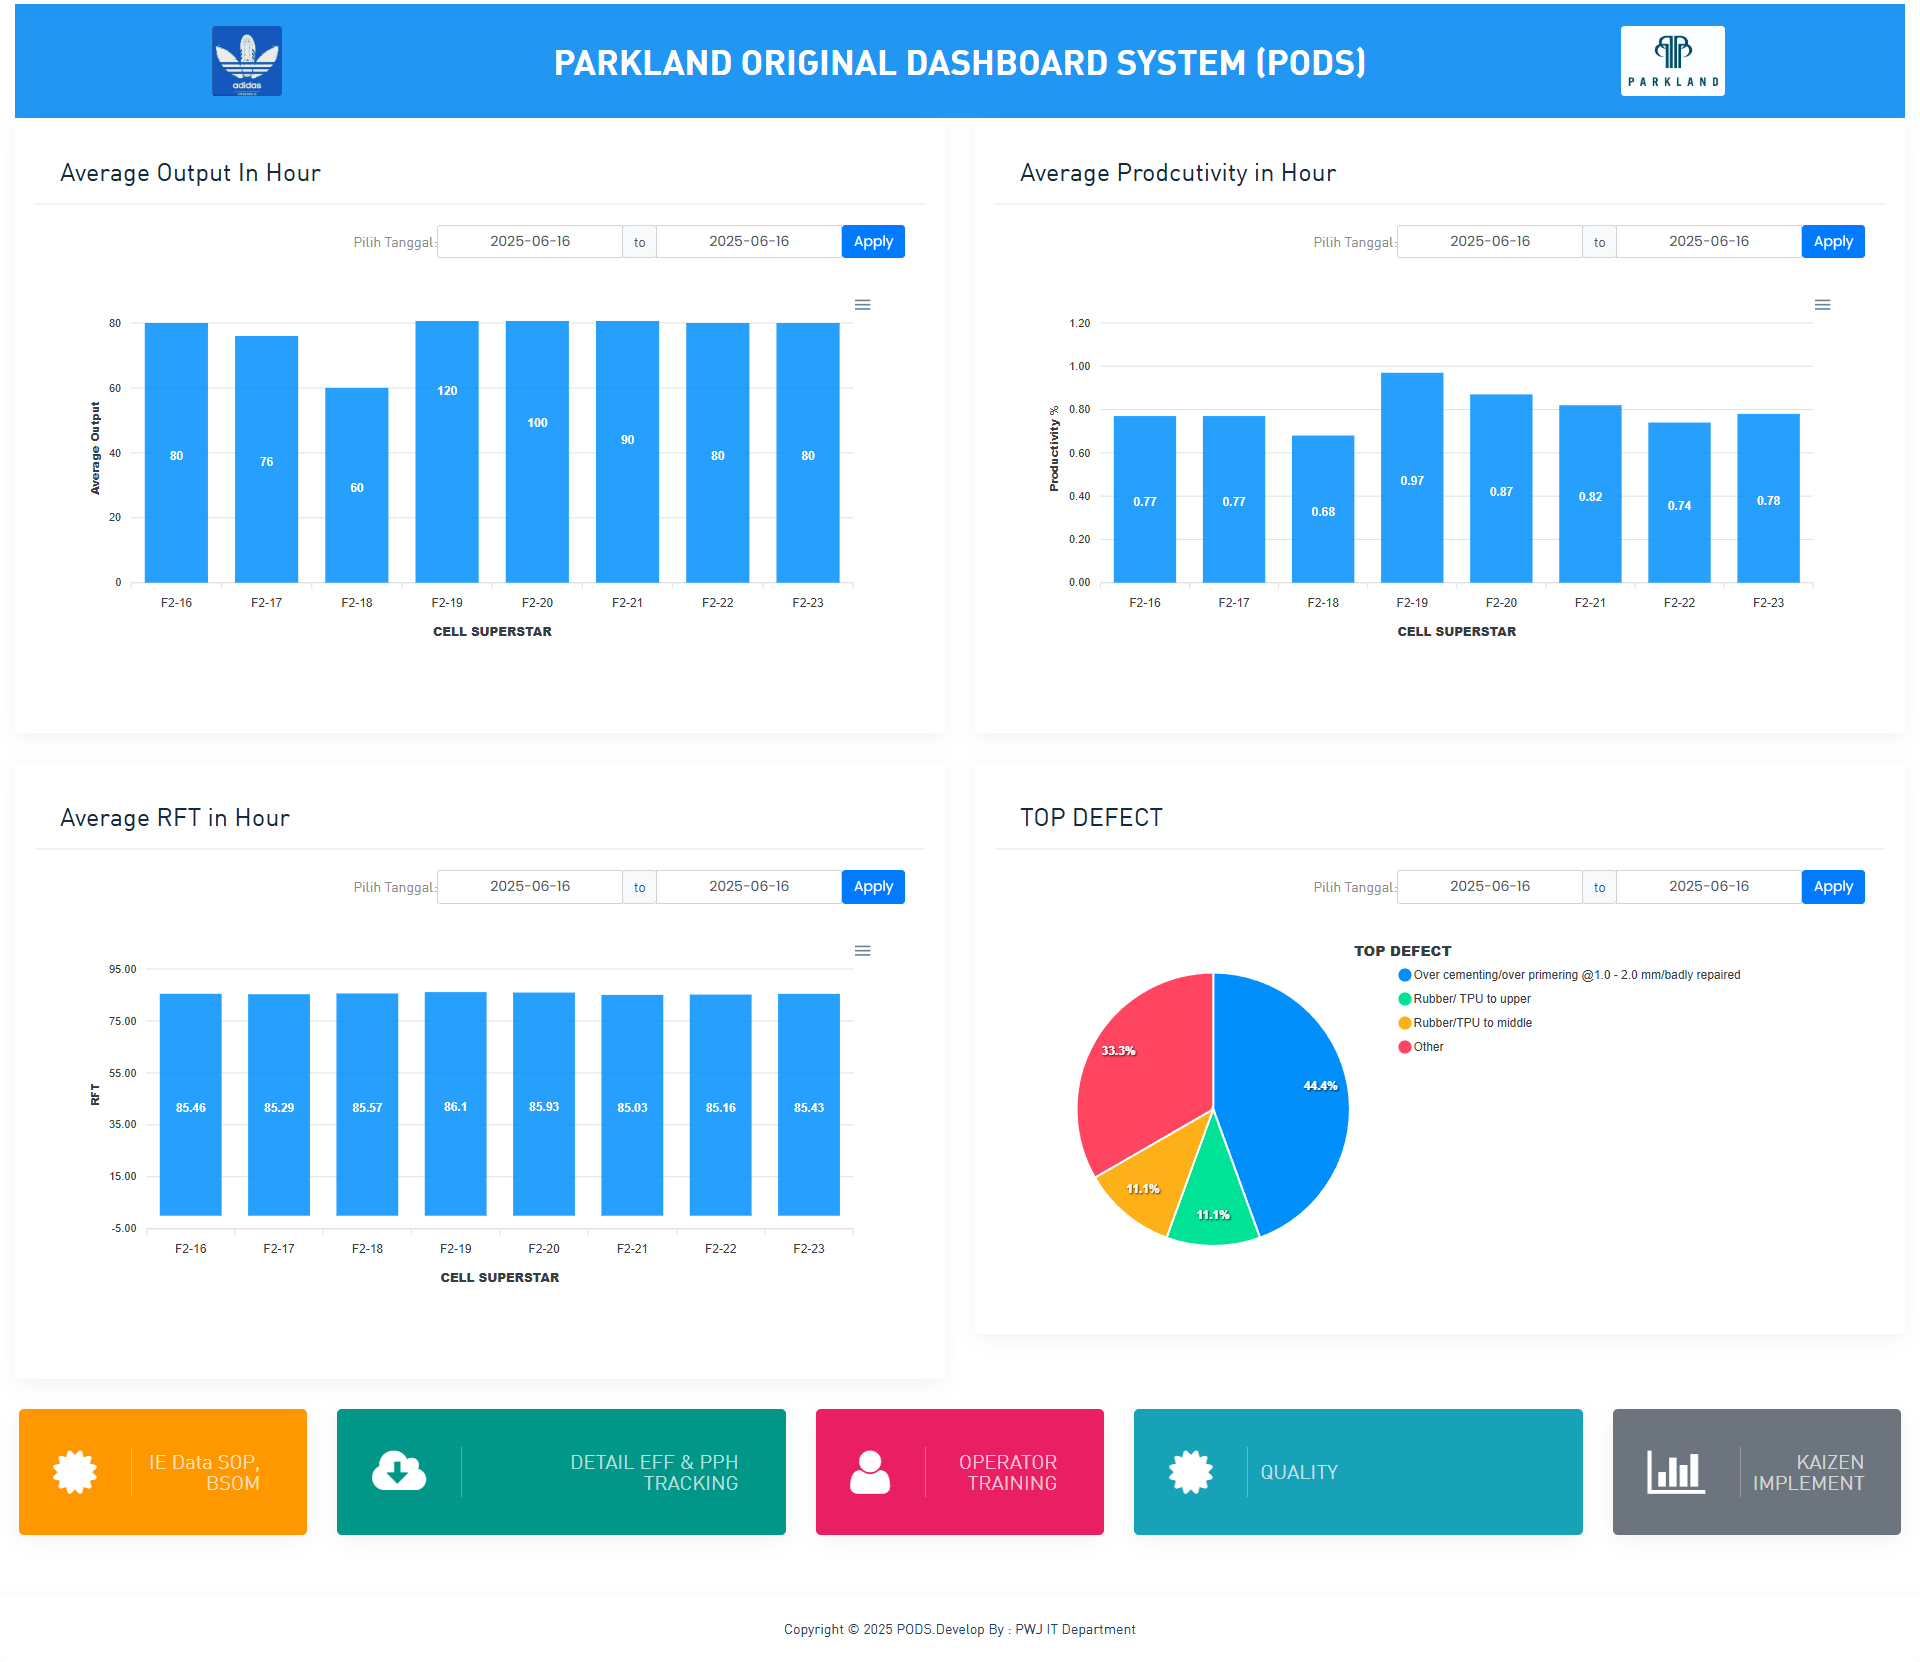 adidas
PARKLAND ORIGINAL DASHBOARD SYSTEM (PODS)
PARKLAND
Average Output In Hour
Pilih Tanggal: 2025-06-16 to 2025-06-16 Apply
80
60
40
20
0
Average Output
80 76 60 120 100 90 80 80
F2-16 F2-17 F2-18 F2-19 F2-20 F2-21 F2-22 F2-23
CELL SUPERSTAR
Average Prodcutivity in Hour
Pilih Tanggal: 2025-06-16 to 2025-06-16 Apply
1.20
1.00
0.80
0.60
0.40
0.20
0.00
Productivity %
0.77 0.77 0.68 0.97 0.87 0.82 0.74 0.78
F2-16 F2-17 F2-18 F2-19 F2-20 F2-21 F2-22 F2-23
CELL SUPERSTAR
Average RFT in Hour
Pilih Tanggal: 2025-06-16 to 2025-06-16 Apply
95.00
75.00
55.00
35.00
15.00
-5.00
RFT
85.46 85.29 85.57 86.1 85.93 85.03 85.16 85.43
F2-16 F2-17 F2-18 F2-19 F2-20 F2-21 F2-22 F2-23
CELL SUPERSTAR
TOP DEFECT
Pilih Tanggal: 2025-06-16 to 2025-06-16 Apply
TOP DEFECT
Over cementing/over primering @1.0 - 2.0 mm/badly repaired
Rubber/ TPU to upper
Rubber/TPU to middle
Other
33.3%
44.4%
11.1%
11.1%
IE Data SOP,
BSOM
DETAIL EFF & PPH
TRACKING
OPERATOR
TRAINING
QUALITY
KAIZEN
IMPLEMENT
Copyright © 2025 PODS.Develop By : PWJ IT Department